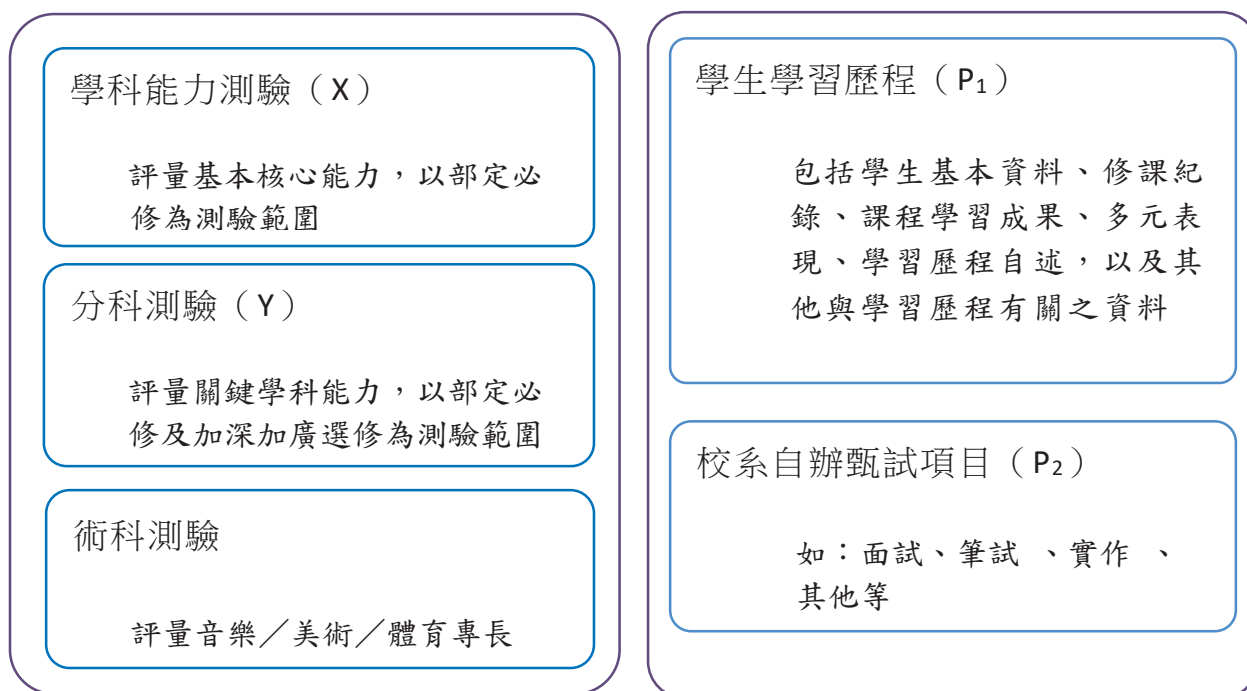 學科能力測驗（X）
評量基本核心能力，以部定必
修為測驗範圍
分科測驗（Y）
評量關鍵學科能力，以部定必
修及加深加廣選修為測驗範圍
術科測驗
評量音樂／美術／體育專長
學生學習歷程（P₁）
包括學生基本資料、修課紀
錄、課程學習成果、多元表
現、學習歷程自述，以及其
他與學習歷程有關之資料
校系自辦甄試項目（P₂）
如：面試、筆試 、實作 、
其他等